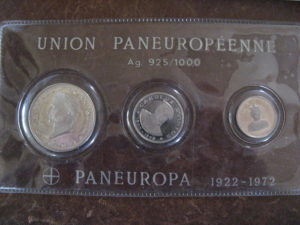 UNION PANEUROPÉENNE
Ag. 925/1000
PANEUROPA 1922-1972